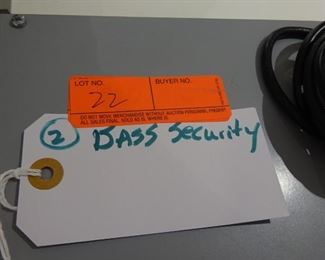 LOT NO. BUYER NO.
22
DO NOT MOVE MERCHANDISE WITHOUT AUCTION PERSONNEL PRESENT
ALL SALES FINAL SOLD AS IS, WHERE IS.
2 BASS Security